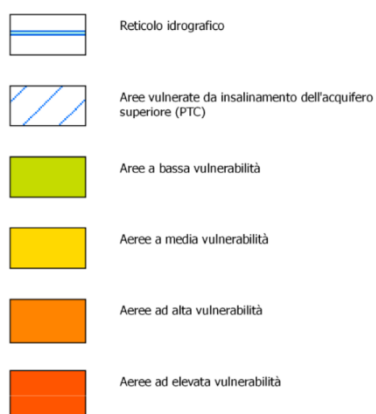 Reticolo idrografico
Aree vulnerate da insalinamento dell'acquifero
superiore (PTC)
Aree a bassa vulnerabilità
Aeree a media vulnerabilità
Aeree ad alta vulnerabilità
Aeree ad elevata vulnerabilità